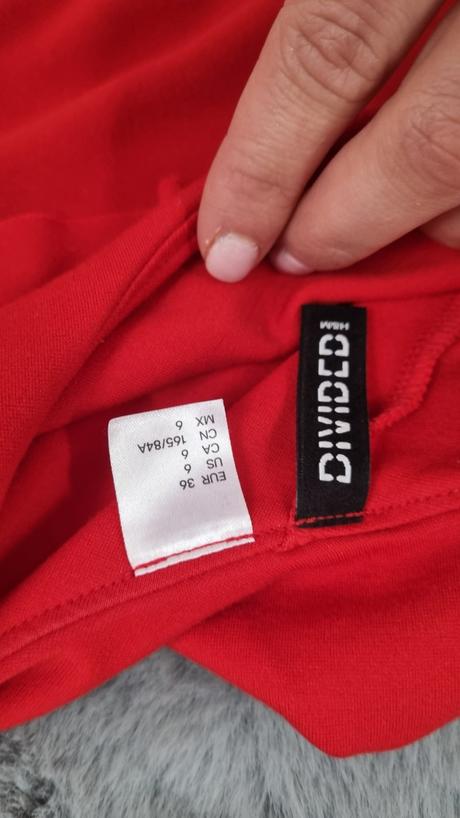 EUR 36
US 6
CA 6
CN 165/84A
MX 6
DIVIDED
H&M